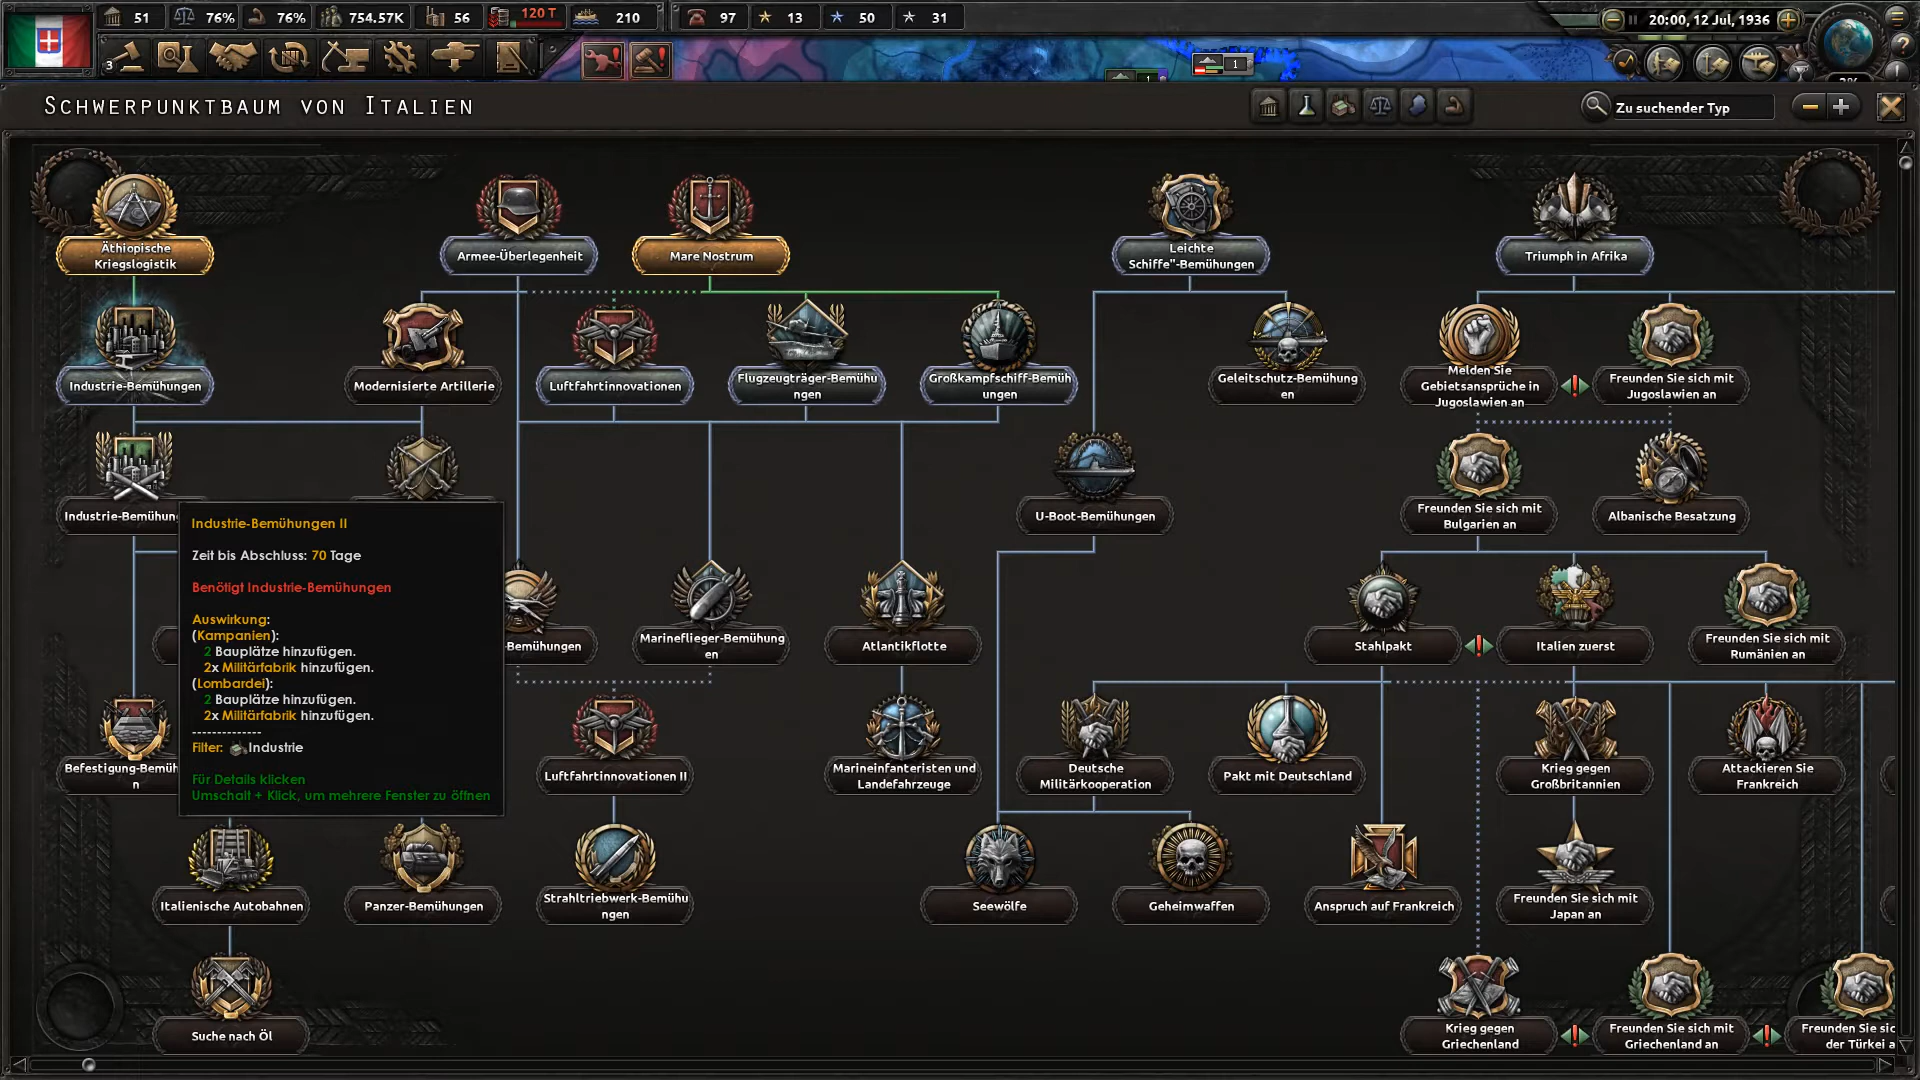 51
76%
76%
754.57K
56
120 T
210
97
13
50
31
20:00, 12 Jul, 1936
3
1
1
SCHWERPUNKTBAUM VON ITALIEN
Zu suchender Typ
Äthiopische
Kriegslogistik
Armee-Überlegenheit
Mare Nostrum
Leichte
Schiffe"-Bemühungen
Triumph in Afrika
Industrie-Bemühungen
Modernisierte Artillerie
Luftfahrtinnovationen
Flugzeugträger-Bemühu
ngen
Großkampfschiff-Bemüh
ungen
Geleitschutz-Bemühung
en
Melden Sie
Gebietsansprüche in
Jugoslawien an
Freunden Sie sich mit
Jugoslawien an
Industrie-Bemühun
U-Boot-Bemühungen
Freunden Sie sich mit
Bulgarien an
Albanische Besatzung
Industrie-Bemühungen II
Zeit bis Abschluss: 70 Tage
Benötigt Industrie-Bemühungen
Auswirkung:
(Kampanien):
2 Bauplätze hinzufügen.
2x Militärfabrik hinzufügen.
(Lombardei):
2 Bauplätze hinzufügen.
2x Militärfabrik hinzufügen.
--------------
Filter: Industrie
Für Details klicken
Umschalt + Klick, um mehrere Fenster zu öffnen
-Bemühungen
Marineflieger-Bemühung
en
Atlantikflotte
Stahlpakt
Italien zuerst
Freunden Sie sich mit
Rumänien an
Befestigung-Bemüh
n
Luftfahrtinnovationen II
Marineinfanteristen und
Landefahrzeuge
Deutsche
Militärkooperation
Pakt mit Deutschland
Krieg gegen
Großbritannien
Attackieren Sie
Frankreich
Italienische Autobahnen
Panzer-Bemühungen
Strahltriebwerk-Bemühu
ngen
Seewölfe
Geheimwaffen
Anspruch auf Frankreich
Freunden Sie sich mit
Japan an
Suche nach Öl
Krieg gegen
Griechenland
Freunden Sie sich mit
Griechenland an
Freunden Sie sic
der Türkei a